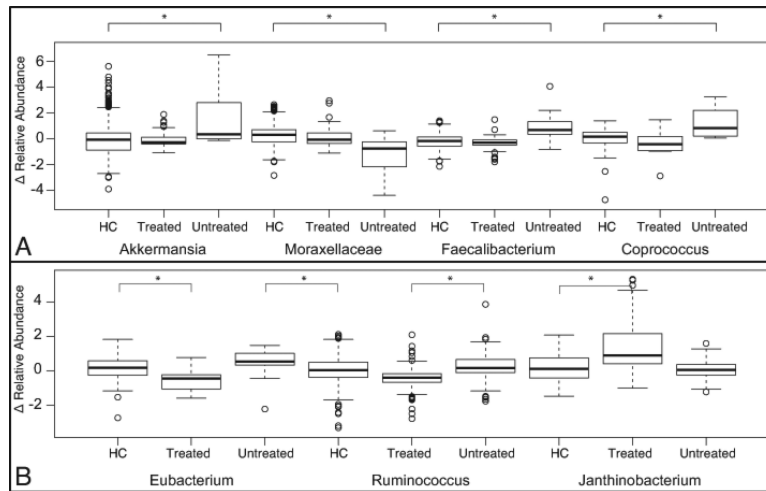 * * * *
Δ Relative Abundance
6
4
2
0
-2
-4
HC Treated Untreated HC Treated Untreated HC Treated Untreated HC Treated Untreated
A Akkermansia Moraxellaceae Faecalibacterium Coprococcus
* * * *
Δ Relative Abundance
4
2
0
-2
HC Treated Untreated HC Treated Untreated HC Treated Untreated
B Eubacterium Ruminococcus Janthinobacterium